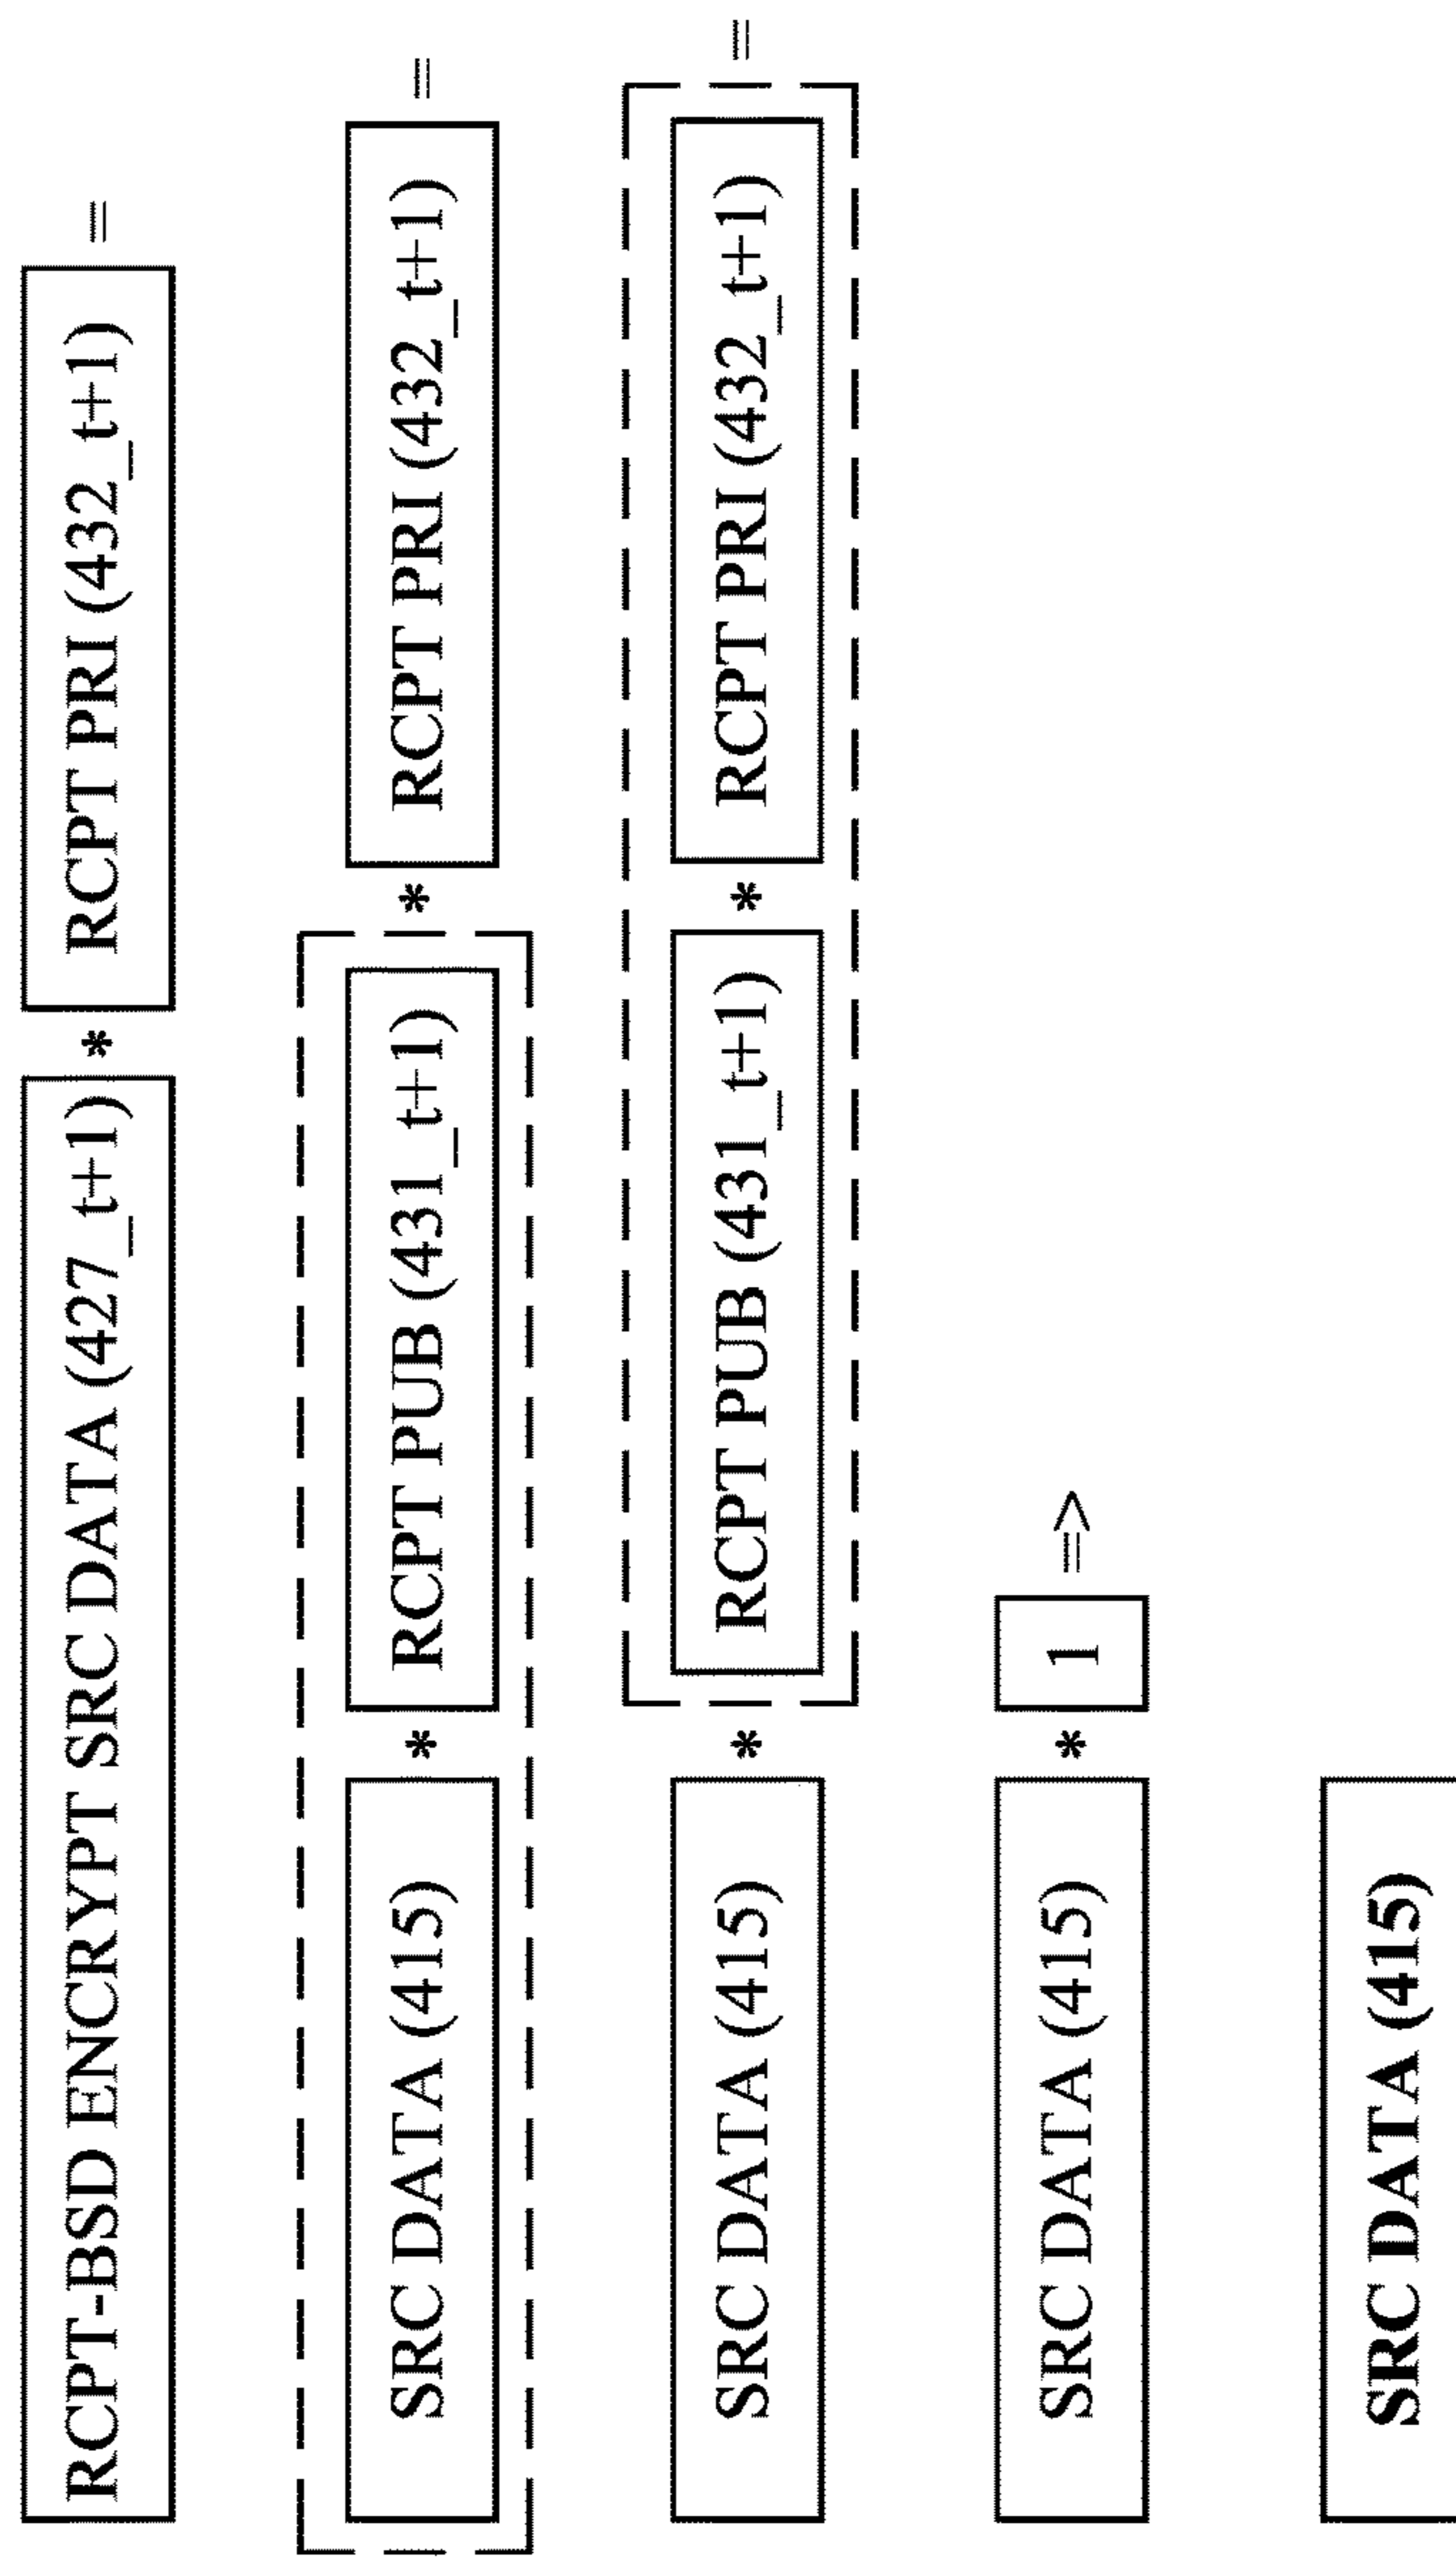 RCPT-BSD ENCRYPT SRC DATA (427_t+1) * RCPT PRI (432_t+1) =
SRC DATA (415) * RCPT PUB (431_t+1) * RCPT PRI (432_t+1) =
SRC DATA (415) * RCPT PUB (431_t+1) * RCPT PRI (432_t+1) =
SRC DATA (415) * 1 =>
SRC DATA (415)